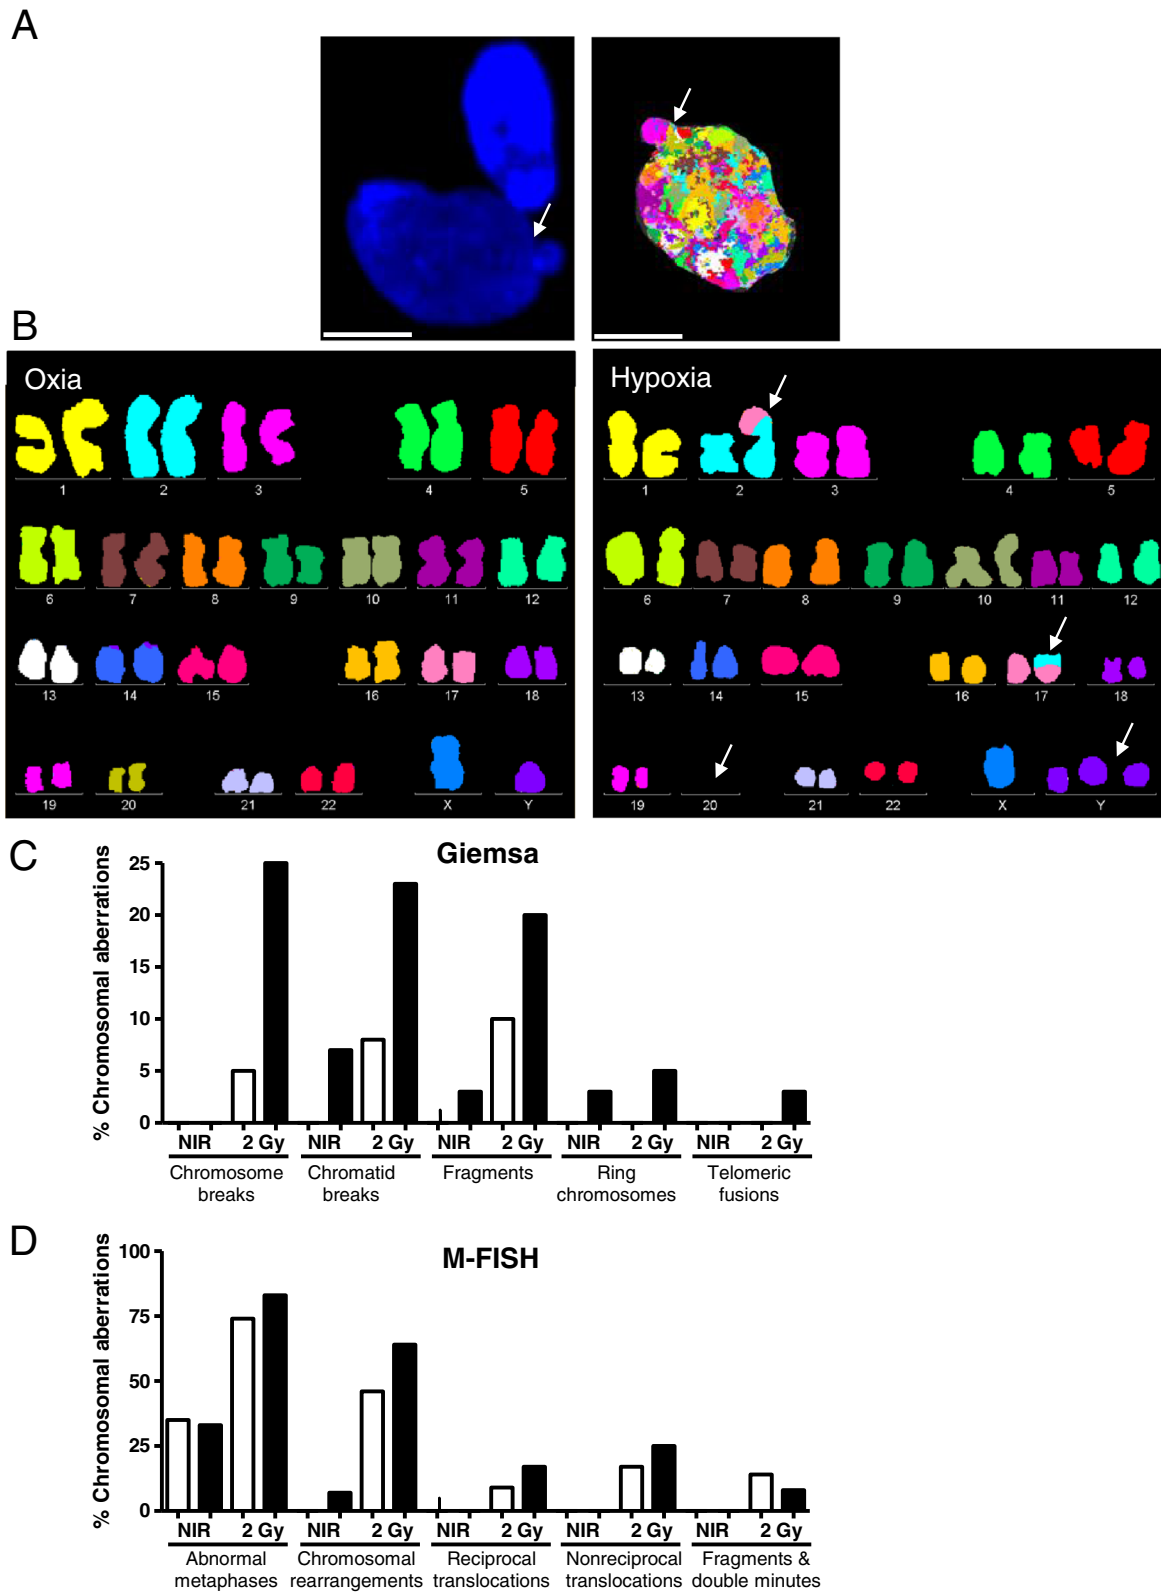 A
B
Oxia
1 2 3 4 5
6 7 8 9 10 11 12
13 14 15 16 17 18
19 20 21 22 X Y
Hypoxia
1 2 3 4 5
6 7 8 9 10 11 12
13 14 15 16 17 18
19 20 21 22 X Y
C
Giemsa
% Chromosomal aberrations
25
20
15
10
5
0
NIR 2 Gy NIR 2 Gy NIR 2 Gy NIR 2 Gy NIR 2 Gy
Chromosome Chromatid Fragments Ring Telomeric
breaks breaks chromosomes fusions
D
M-FISH
% Chromosomal aberrations
100
75
50
25
0
NIR 2 Gy NIR 2 Gy NIR 2 Gy NIR 2 Gy NIR 2 Gy
Abnormal Chromosomal Reciprocal Nonreciprocal Fragments &
metaphases rearrangements translocations translocations double minutes